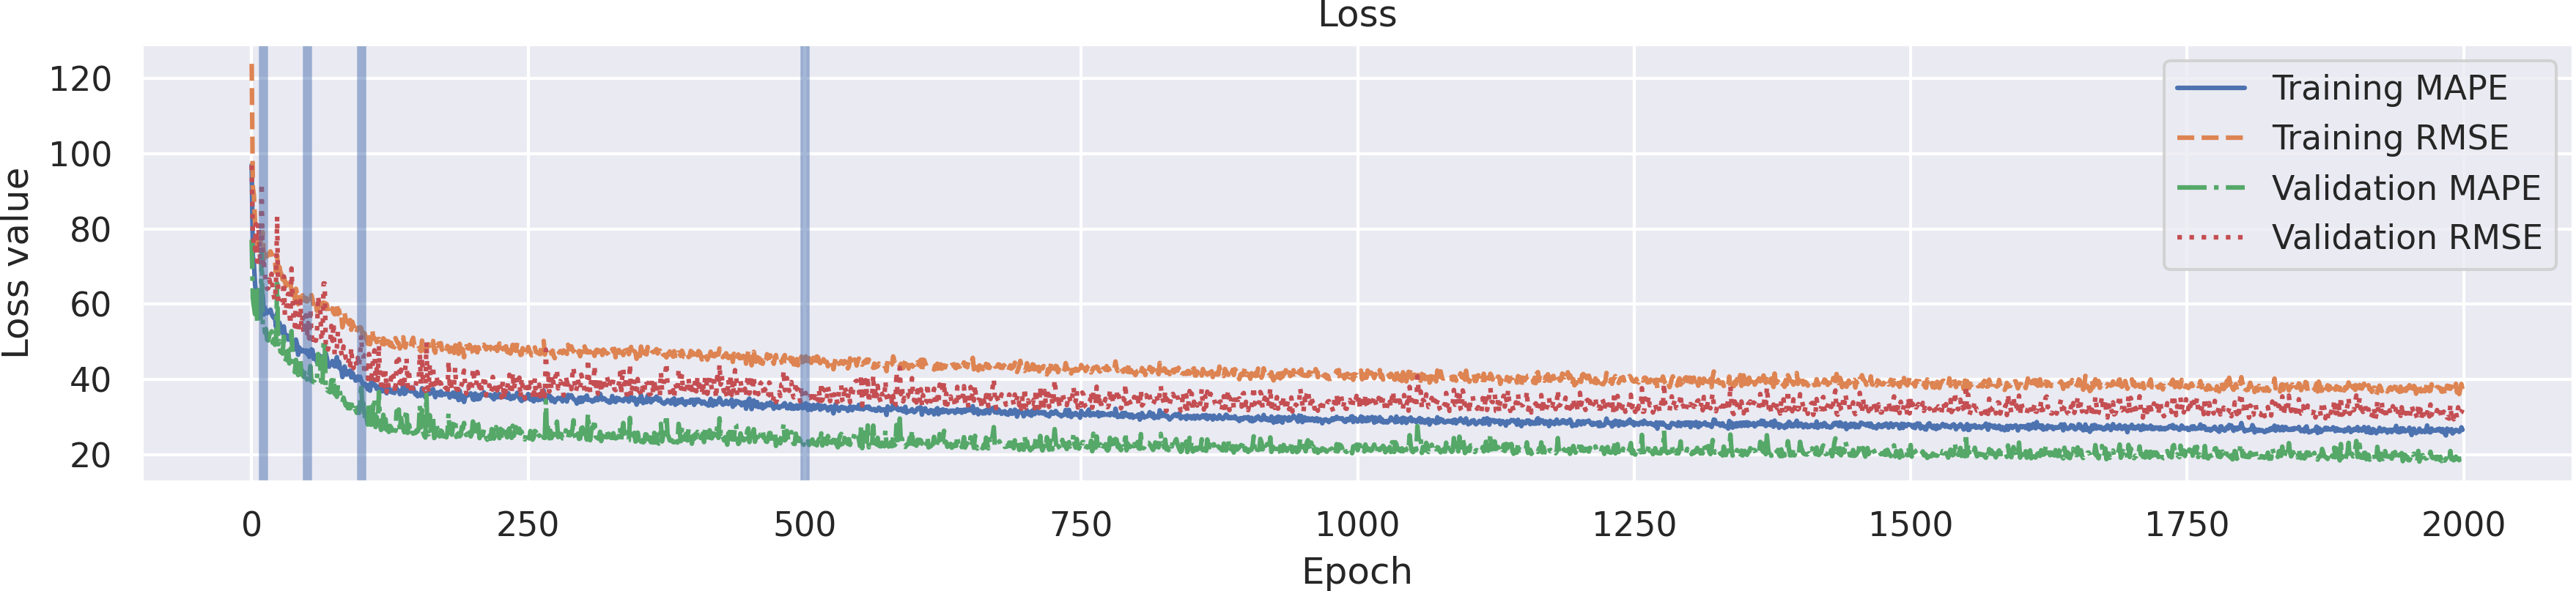 Loss
Loss value
120
100
80
60
40
20
0 250 500 750 1000 1250 1500 1750 2000
Epoch
Training MAPE
Training RMSE
Validation MAPE
Validation RMSE